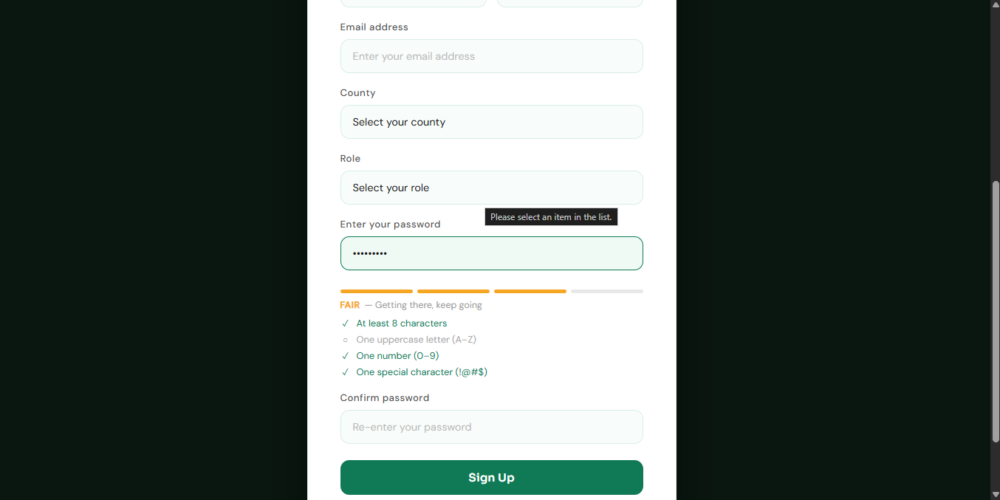 Email address
Enter your email address
County
Select your county
Role
Select your role
Please select an item in the list.
Enter your password
•••••••••
FAIR — Getting there, keep going
✓ At least 8 characters
○ One uppercase letter (A–Z)
✓ One number (0–9)
✓ One special character (!@#$)
Confirm password
Re-enter your password
Sign Up